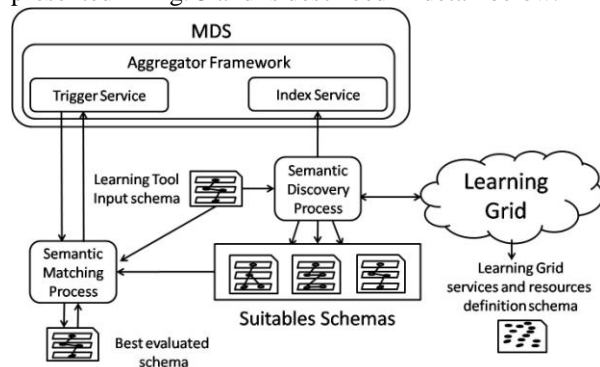 presented in Fig. and is described in detail below.
MDS
Aggregator Framework
Trigger Service
Index Service
Learning Tool
Input schema
Semantic
Discovery
Process
Learning
Grid
Semantic
Matching
Process
Suitables Schemas
Learning Grid
services and resources
definition schema
Best evaluated
schema